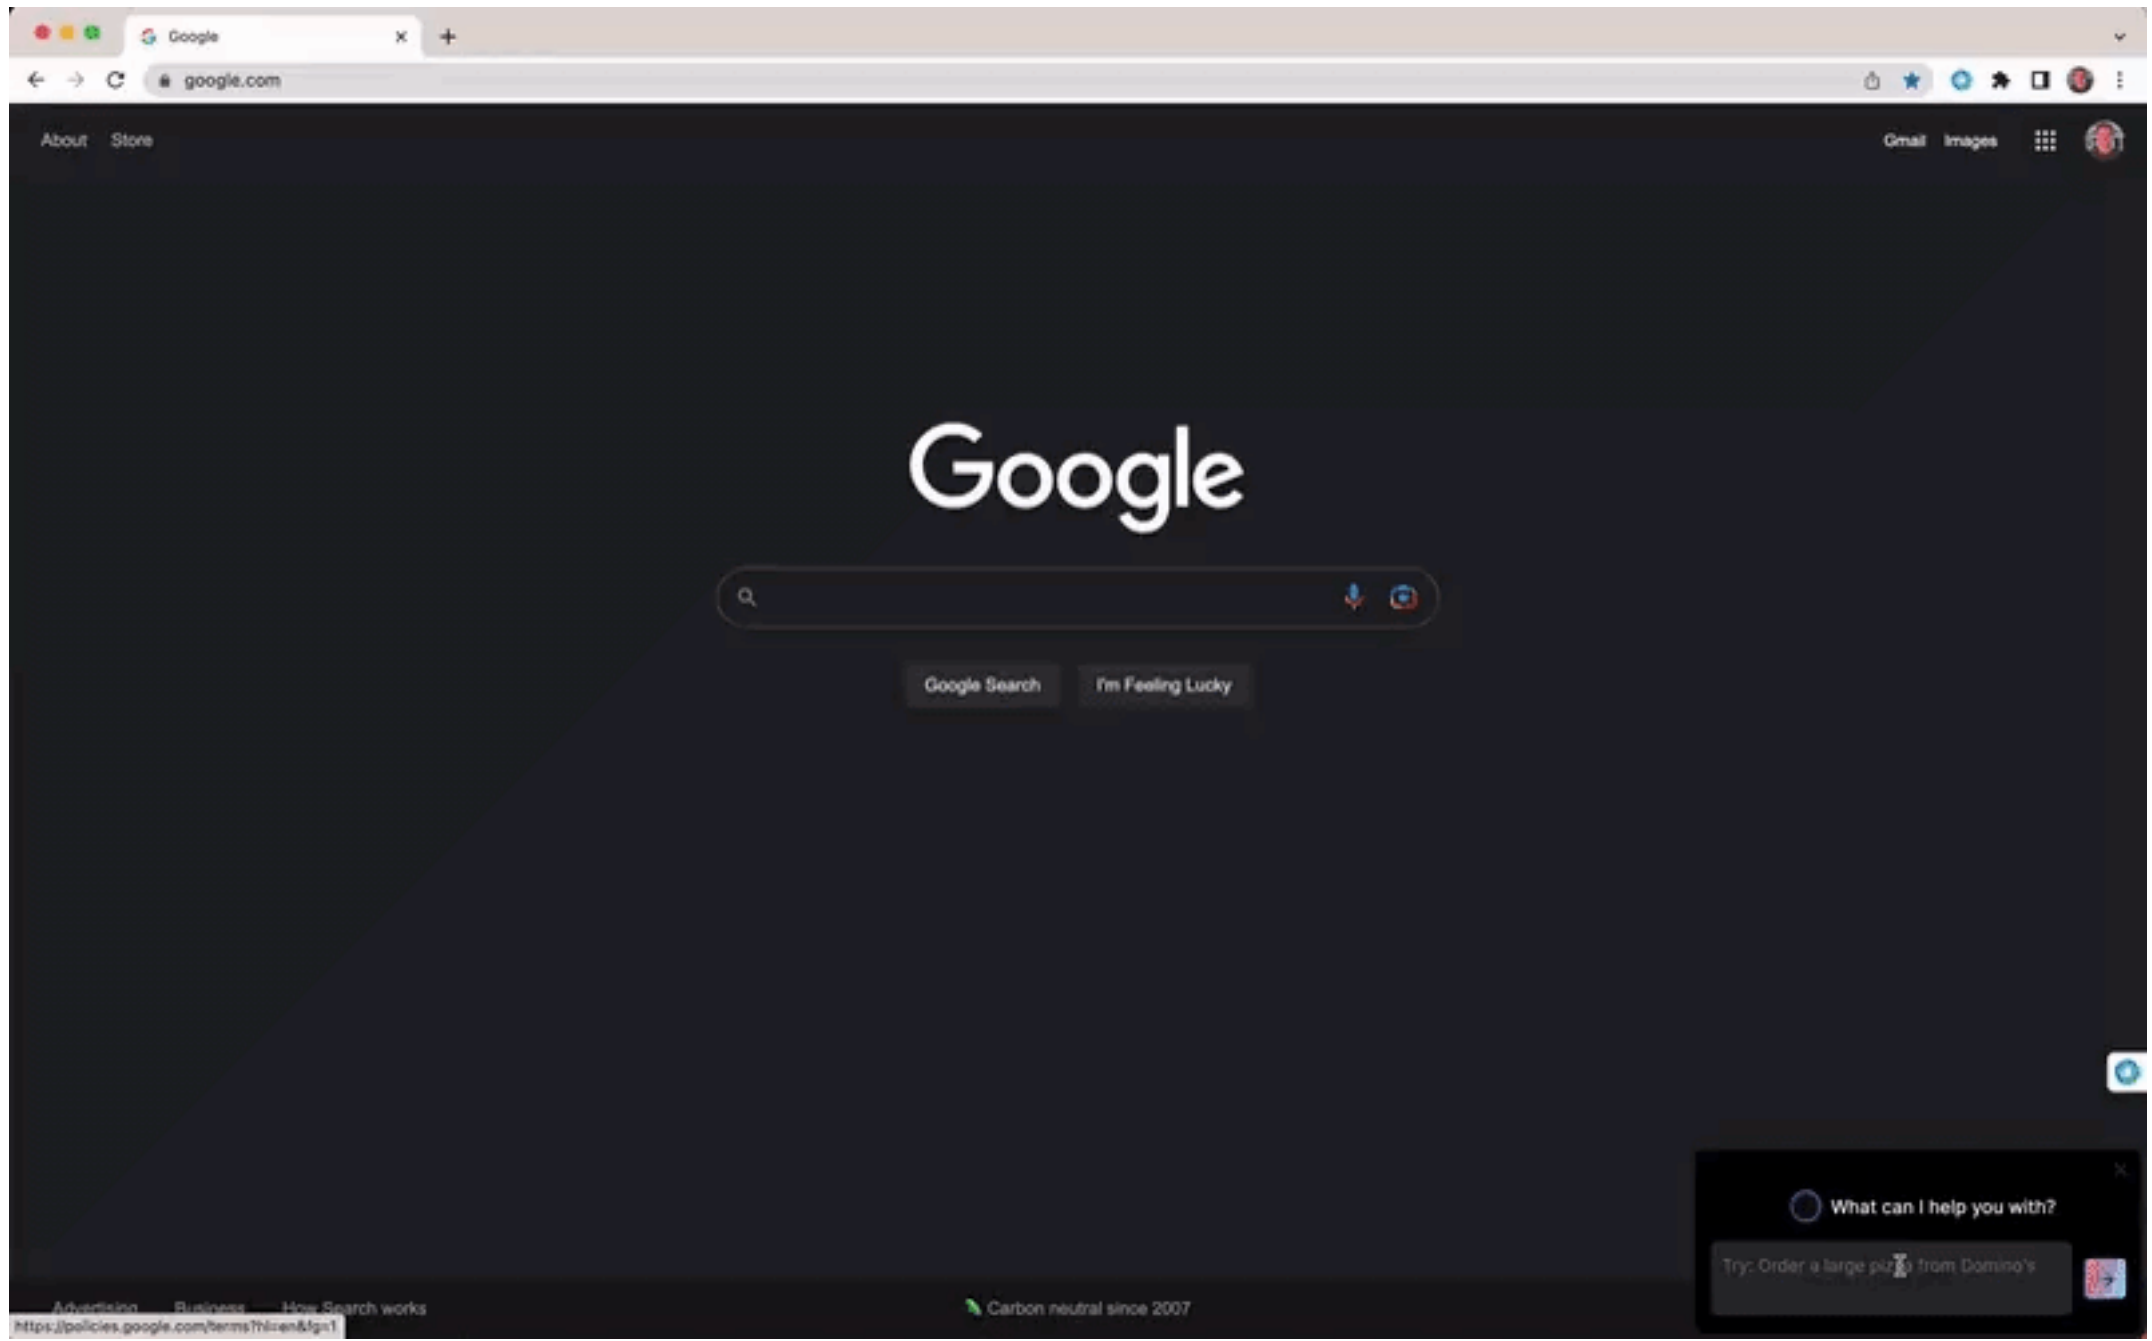 Google
google.com
About Store
Gmail Images
Google
Google Search I'm Feeling Lucky
What can I help you with?
Try: Order a large pizza from Domino's
Advertising Business How Search works
Carbon neutral since 2007
https://policies.google.com/terms?hl=en&fg=1